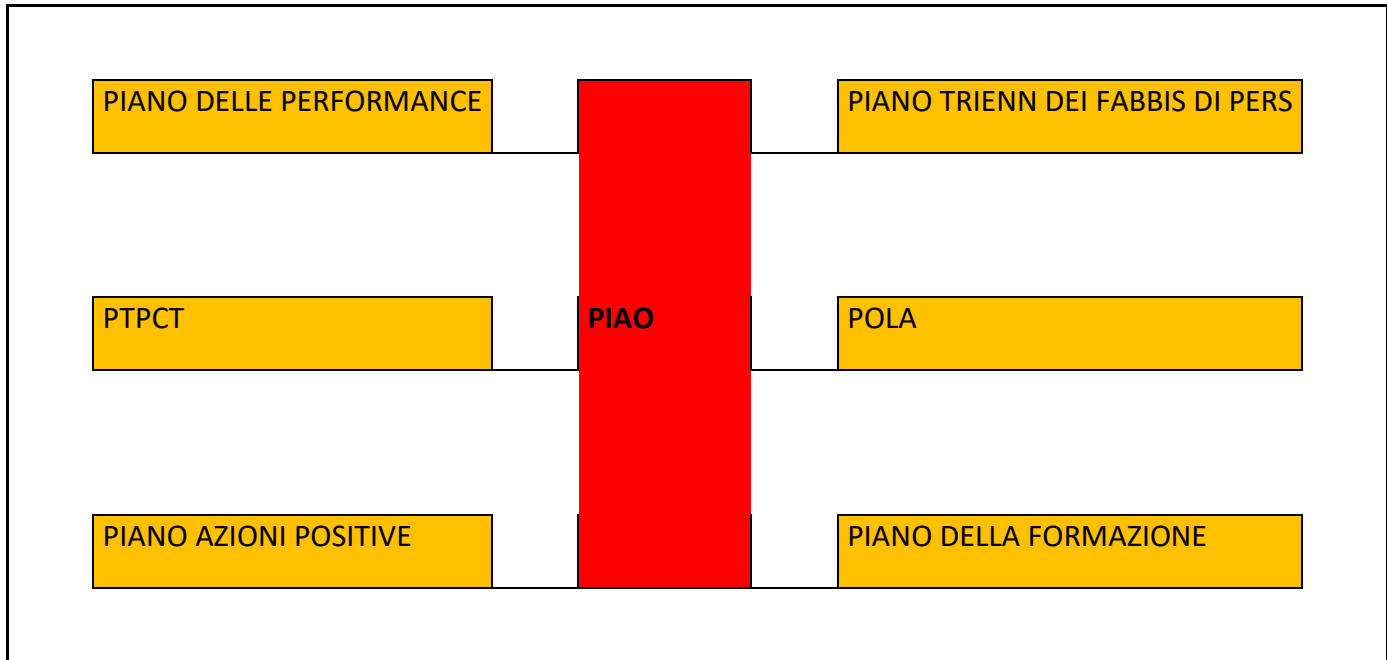 PIANO DELLE PERFORMANCE
PIANO TRIENN DEI FABBIS DI PERS
PTPCT
PIAO
POLA
PIANO AZIONI POSITIVE
PIANO DELLA FORMAZIONE